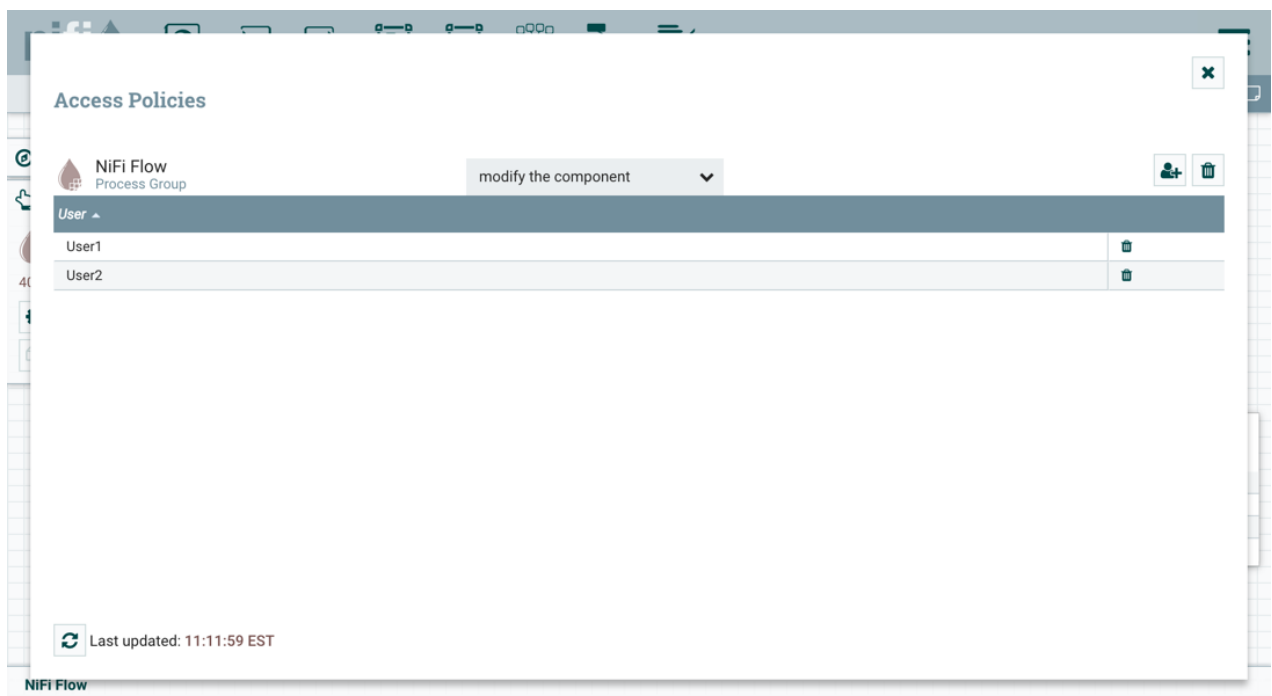 Access Policies
NiFi Flow
Process Group
modify the component
User
User1
User2
Last updated: 11:11:59 EST
NiFi Flow